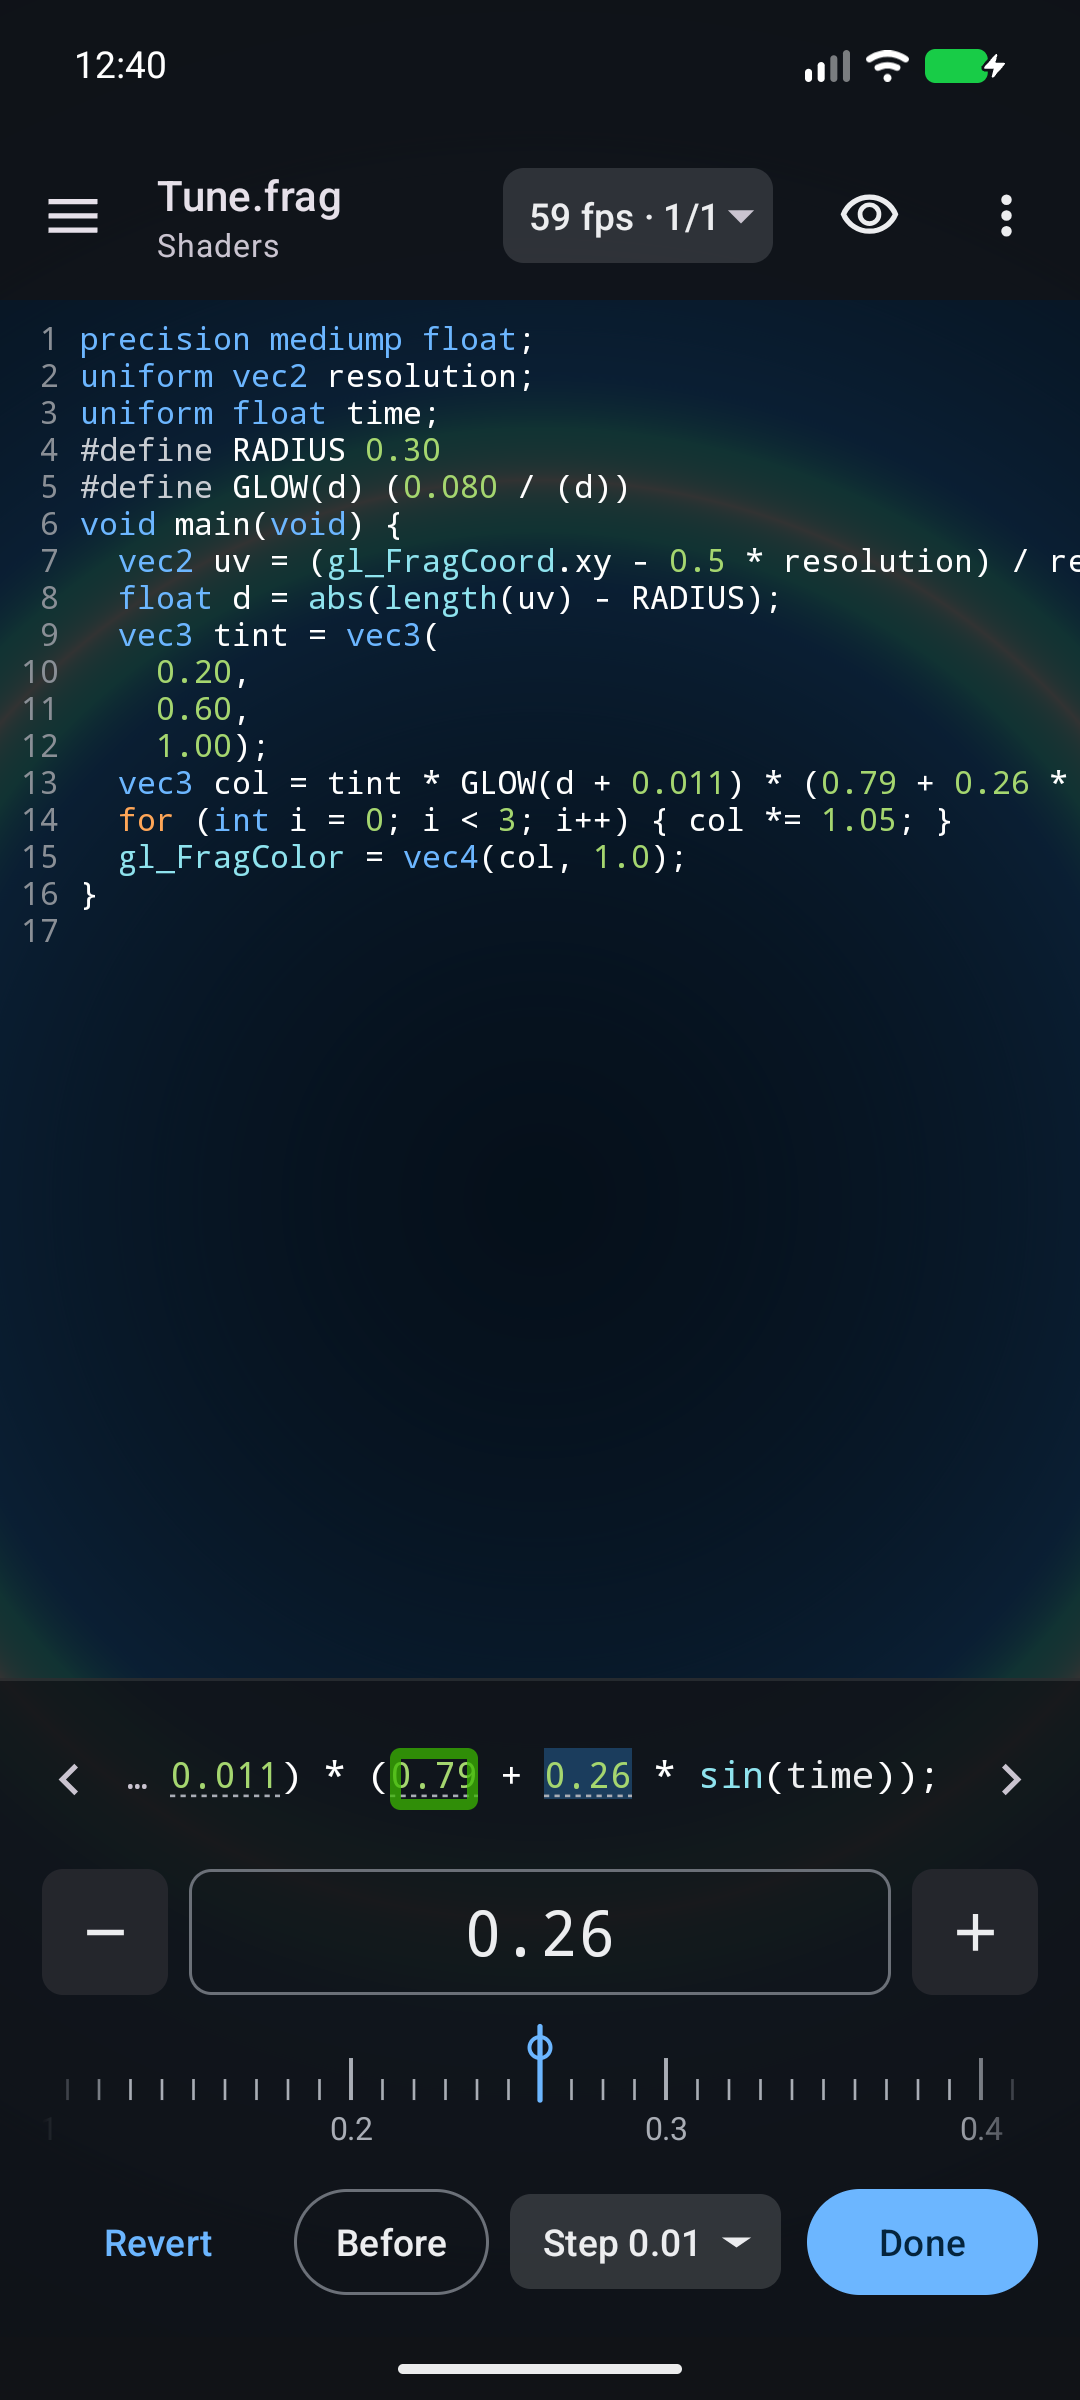 12:40
Tune.frag
Shaders
59 fps · 1/1
1 precision mediump float;
2 uniform vec2 resolution;
3 uniform float time;
4 #define RADIUS 0.30
5 #define GLOW(d) (0.080 / (d))
6 void main(void) {
7 vec2 uv = (gl_FragCoord.xy - 0.5 * resolution) / re
8 float d = abs(length(uv) - RADIUS);
9 vec3 tint = vec3(
10 0.20,
11 0.60,
12 1.00);
13 vec3 col = tint * GLOW(d + 0.011) * (0.79 + 0.26 *
14 for (int i = 0; i < 3; i++) { col *= 1.05; }
15 gl_FragColor = vec4(col, 1.0);
16 }
17
… 0.011) * (0.79 + 0.26 * sin(time));
0.26
0.2 0.3 0.4
Revert Before Step 0.01 Done